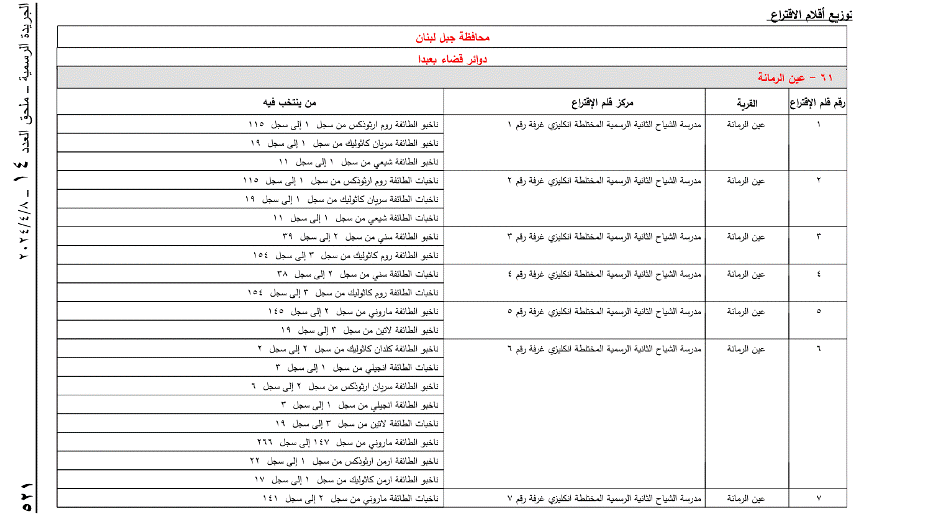 توزيع أقلام الاقتراع
محافظة جبل لبنان
دوائر قضاء بعبدا
٦١ - عين الرمانة
رقم قلم الإقتراع القرية مركز قلم الإقتراع من ينتخب فيه
١ عين الرمانة مدرسة الشياح الثانية الرسمية المختلطة انكليزي غرفة رقم ١ ناخبو الطائفة روم ارثوذكس من سجل ١ إلى سجل ١١٥
ناخبو الطائفة سريان كاثوليك من سجل ١ إلى سجل ١٩
ناخبو الطائفة شيعي من سجل ١ إلى سجل ١١
٢ عين الرمانة مدرسة الشياح الثانية الرسمية المختلطة انكليزي غرفة رقم ٢ ناخبات الطائفة روم ارثوذكس من سجل ١ إلى سجل ١١٥
ناخبات الطائفة سريان كاثوليك من سجل ١ إلى سجل ١٩
ناخبات الطائفة شيعي من سجل ١ إلى سجل ١١
٣ عين الرمانة مدرسة الشياح الثانية الرسمية المختلطة انكليزي غرفة رقم ٣ ناخبو الطائفة سني من سجل ٢ إلى سجل ٣٩
ناخبو الطائفة روم كاثوليك من سجل ٣ إلى سجل ١٥٤
٤ عين الرمانة مدرسة الشياح الثانية الرسمية المختلطة انكليزي غرفة رقم ٤ ناخبات الطائفة سني من سجل ٢ إلى سجل ٣٨
ناخبات الطائفة روم كاثوليك من سجل ٣ إلى سجل ١٥٤
٥ عين الرمانة مدرسة الشياح الثانية الرسمية المختلطة انكليزي غرفة رقم ٥ ناخبو الطائفة ماروني من سجل ٢ إلى سجل ١٤٥
ناخبو الطائفة لاتين من سجل ٣ إلى سجل ١٩
٦ عين الرمانة مدرسة الشياح الثانية الرسمية المختلطة انكليزي غرفة رقم ٦ ناخبو الطائفة كلدان كاثوليك من سجل ٢ إلى سجل ٢
ناخبات الطائفة انجيلي من سجل ١ إلى سجل ٣
ناخبو الطائفة سريان ارثوذكس من سجل ٢ إلى سجل ٦
ناخبو الطائفة انجيلي من سجل ١ إلى سجل ٣
ناخبات الطائفة لاتين من سجل ٣ إلى سجل ١٩
ناخبو الطائفة ماروني من سجل ١٤٧ إلى سجل ٢٦٦
ناخبو الطائفة ارمن ارثوذكس من سجل ١ إلى سجل ٢٢
ناخبو الطائفة ارمن كاثوليك من سجل ١ إلى سجل ١٧
٧ عين الرمانة مدرسة الشياح الثانية الرسمية المختلطة انكليزي غرفة رقم ٧ ناخبات الطائفة ماروني من سجل ٢ إلى سجل ١٤١
الجريدة الرسمية – ملحق العدد ١٤ – ٢٠٢٤/٤/٨
٥٢١